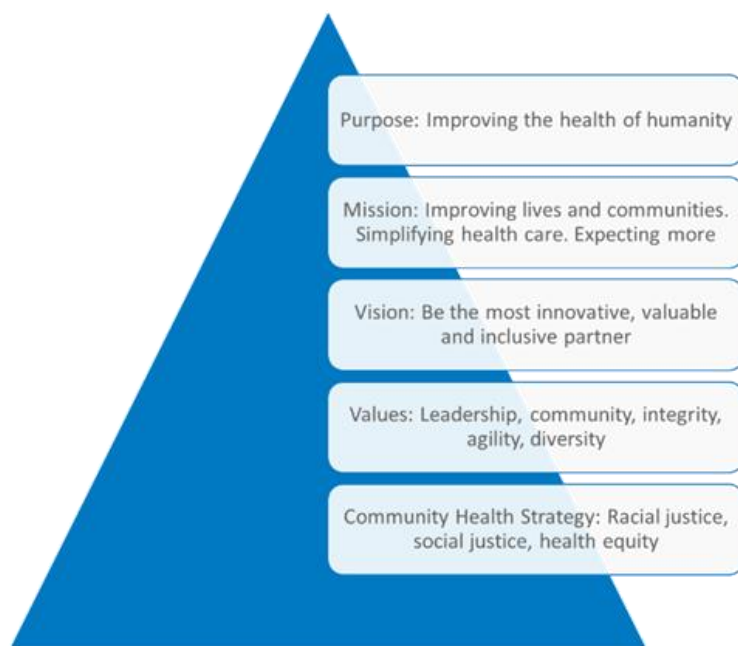 Purpose: Improving the health of humanity
Mission: Improving lives and communities.
Simplifying health care. Expecting more
Vision: Be the most innovative, valuable
and inclusive partner
Values: Leadership, community, integrity,
agility, diversity
Community Health Strategy: Racial justice,
social justice, health equity